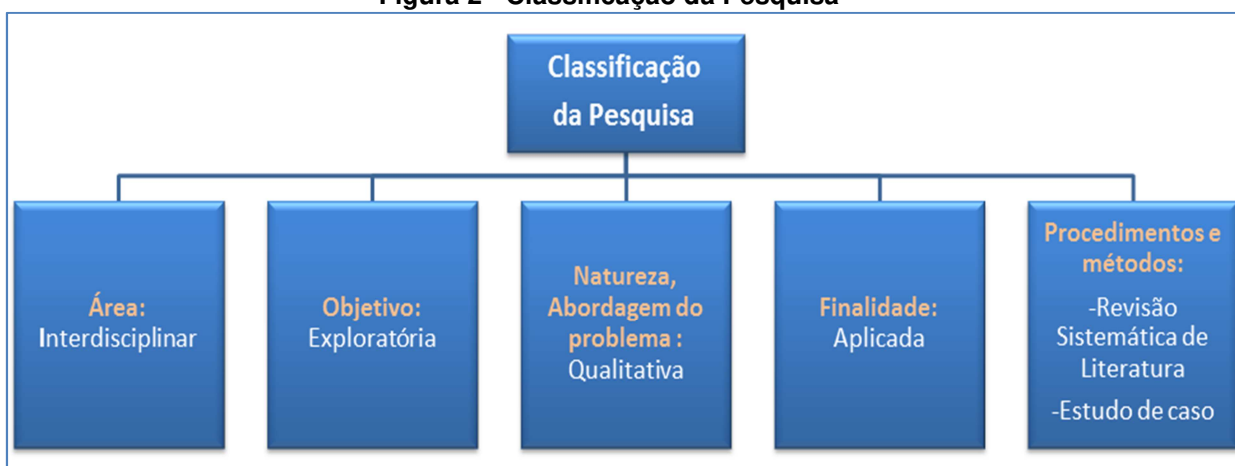 Figura 2 - Classificação da Pesquisa
Classificação
da Pesquisa
Área:
Interdisciplinar
Objetivo:
Exploratória
Natureza,
Abordagem do
problema :
Qualitativa
Finalidade:
Aplicada
Procedimentos e
métodos:
-Revisão
Sistemática de
Literatura
-Estudo de caso